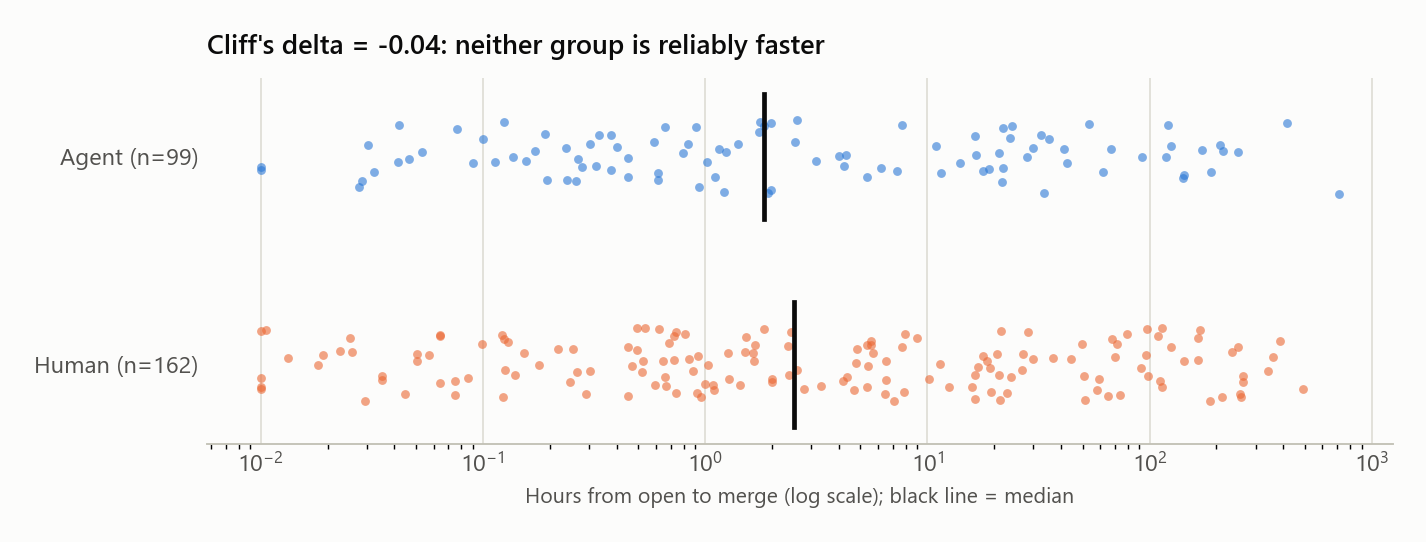 Cliff's delta = -0.04: neither group is reliably faster
Agent (n=99)
Human (n=162)
10⁻² 10⁻¹ 10⁰ 10¹ 10² 10³
Hours from open to merge (log scale); black line = median